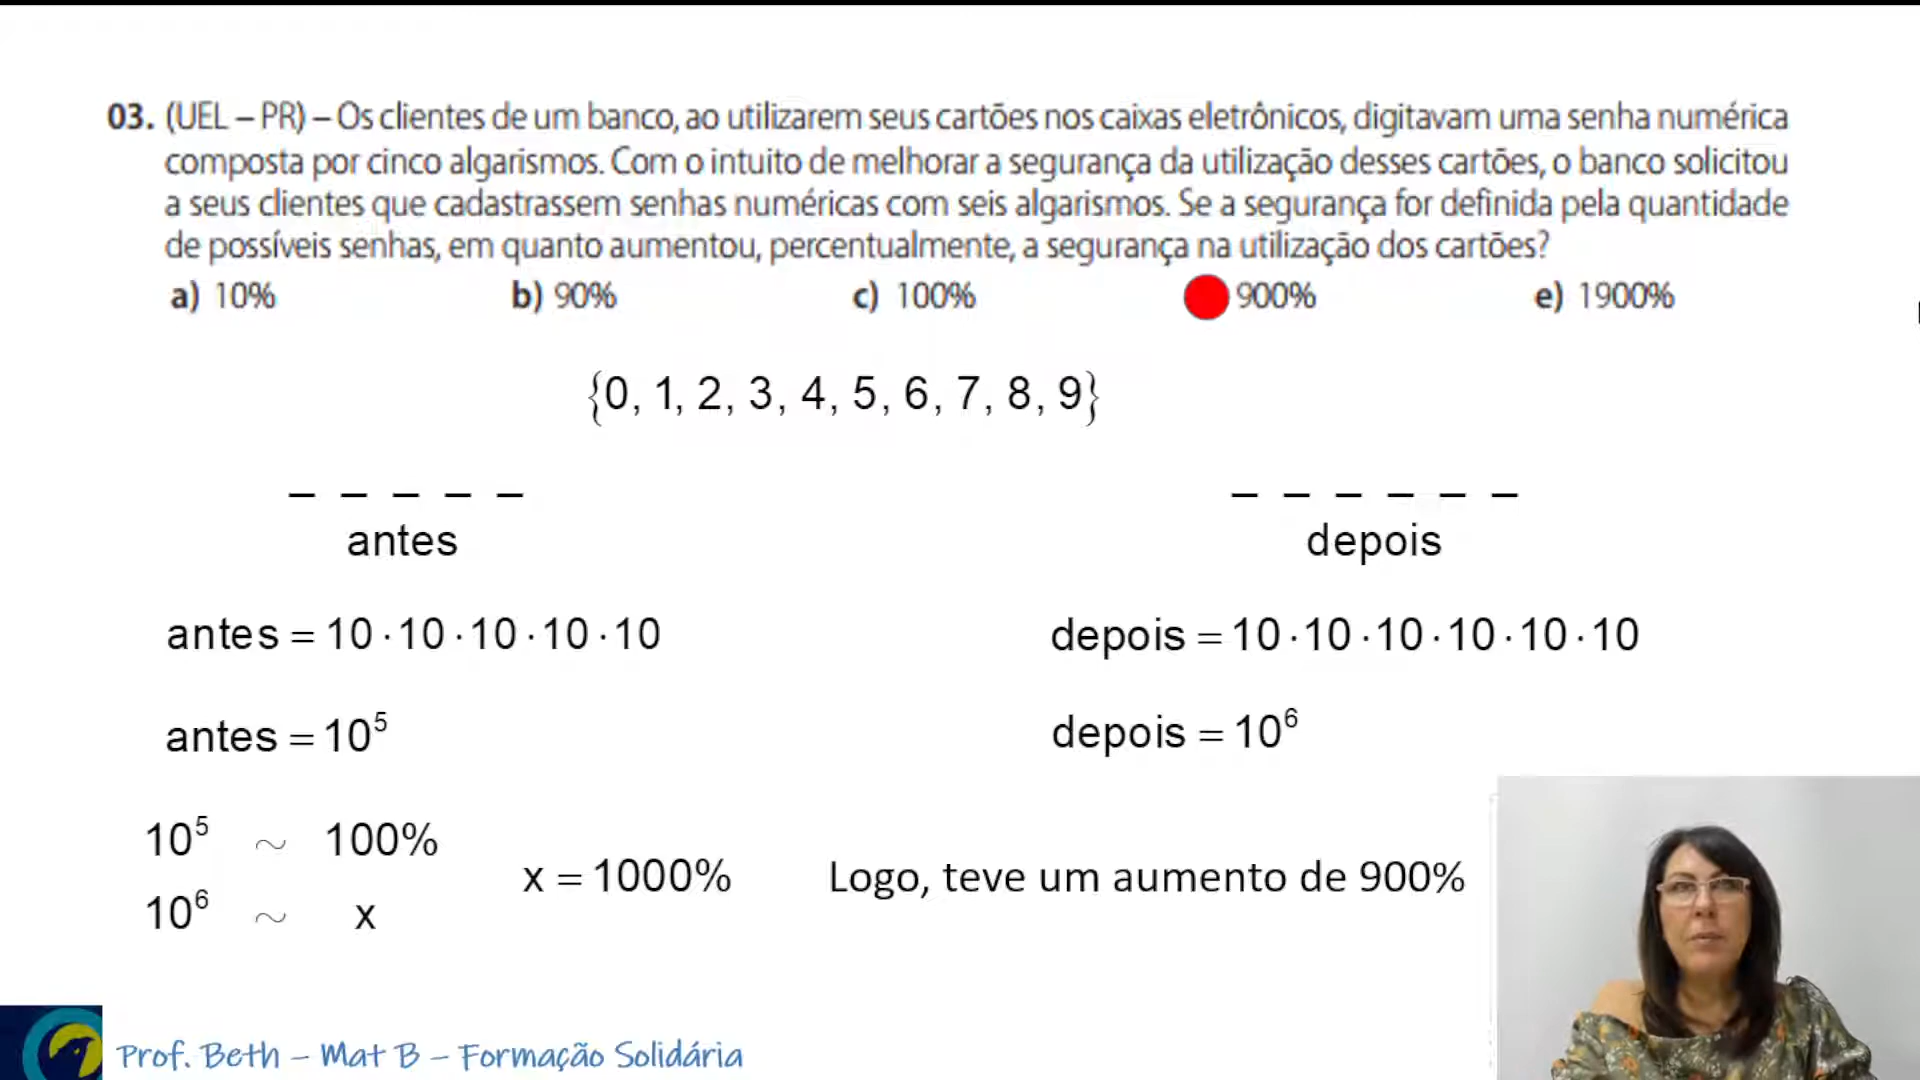 03. (UEL – PR) – Os clientes de um banco, ao utilizarem seus cartões nos caixas eletrônicos, digitavam uma senha numérica
composta por cinco algarismos. Com o intuito de melhorar a segurança da utilização desses cartões, o banco solicitou
a seus clientes que cadastrassem senhas numéricas com seis algarismos. Se a segurança for definida pela quantidade
de possíveis senhas, em quanto aumentou, percentualmente, a segurança na utilização dos cartões?
a) 10% b) 90% c) 100% 900% e) 1900%
{0, 1, 2, 3, 4, 5, 6, 7, 8, 9}
_ _ _ _ _ _ _ _ _ _ _
antes depois
antes = 10 · 10 · 10 · 10 · 10 depois = 10 · 10 · 10 · 10 · 10 · 10
antes = 10⁵ depois = 10⁶
10⁵ ~ 100%
x = 1000% Logo, teve um aumento de 900%
10⁶ ~ x
Prof. Beth – Mat B – Formação Solidária